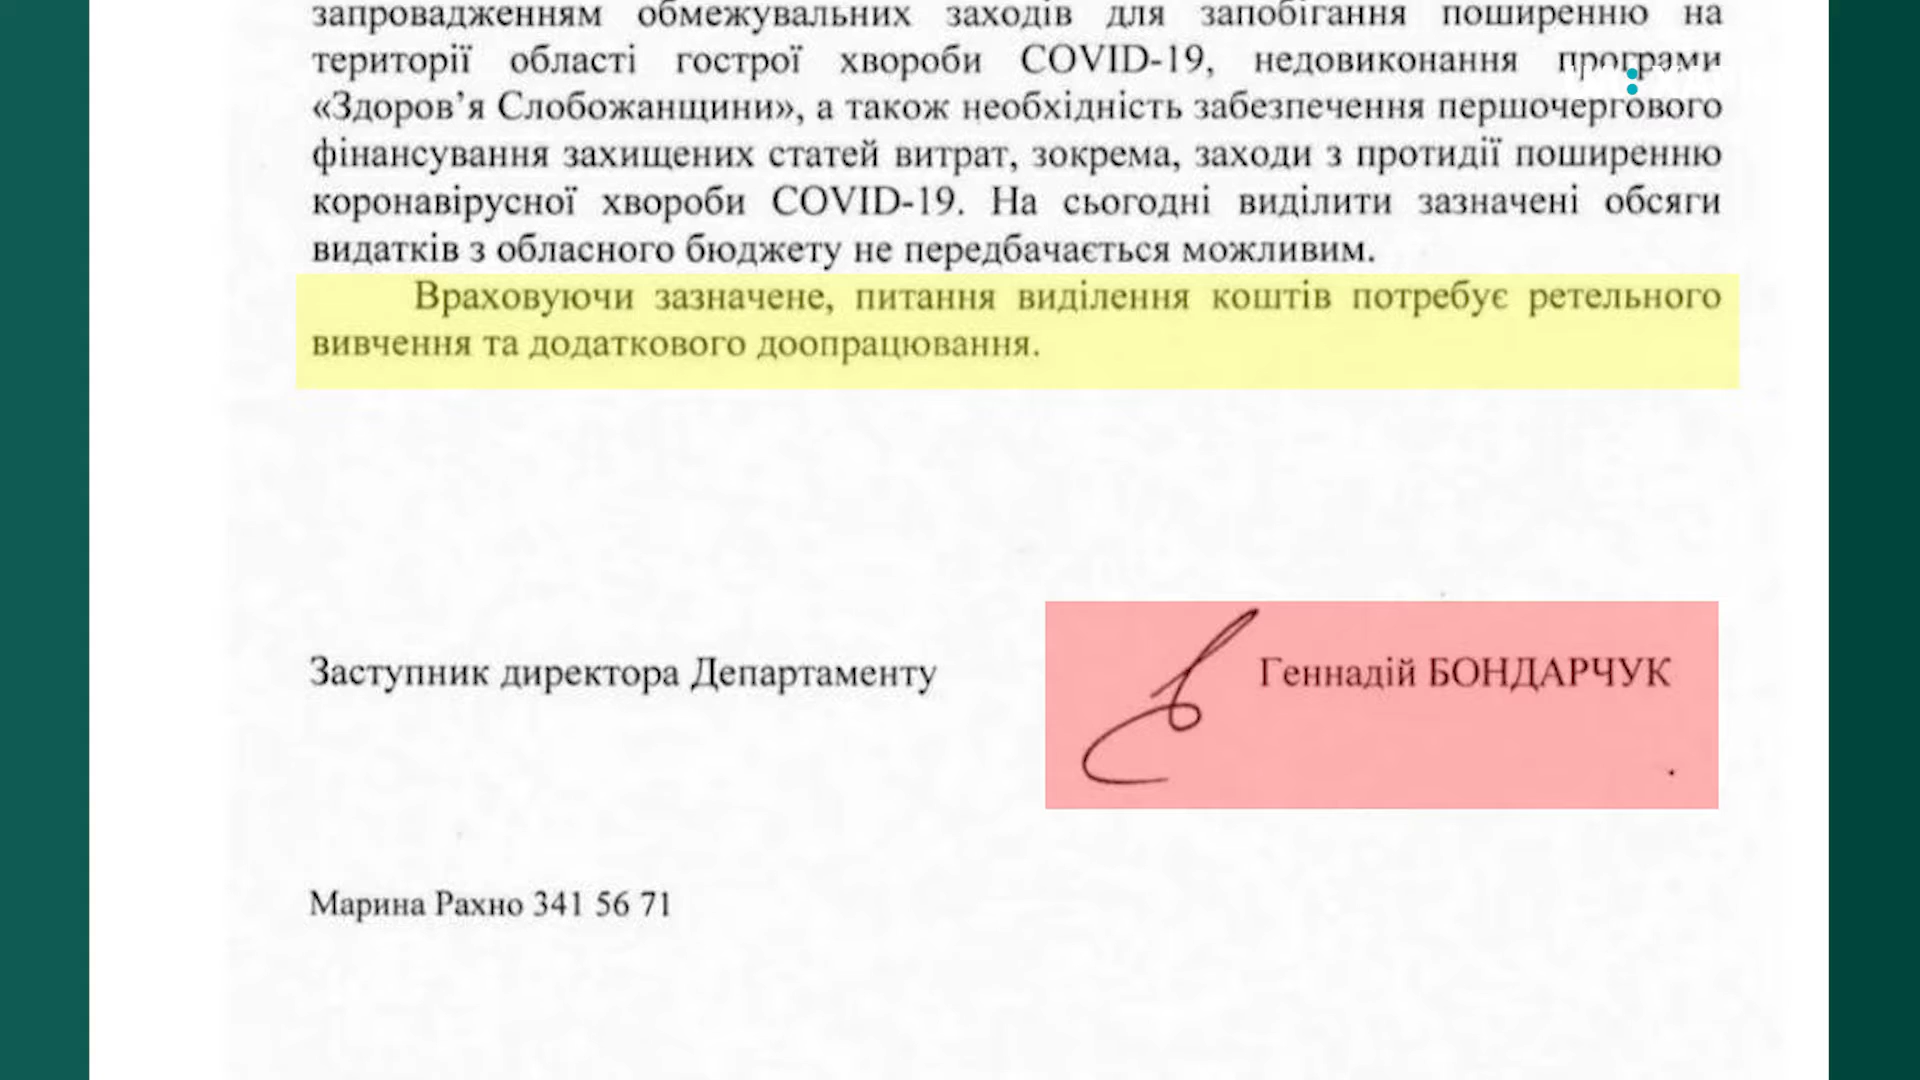 запровадженням обмежувальних заходів для запобігання поширенню на
території області гострої хвороби COVID-19, недовиконання програми
«Здоров’я Слобожанщини», а також необхідність забезпечення першочергового
фінансування захищених статей витрат, зокрема, заходи з протидії поширенню
коронавірусної хвороби COVID-19. На сьогодні виділити зазначені обсяги
видатків з обласного бюджету не передбачається можливим.
Враховуючи зазначене, питання виділення коштів потребує ретельного
вивчення та додаткового доопрацювання.
Заступник директора Департаменту
Геннадій БОНДАРЧУК
Марина Рахно 341 56 71